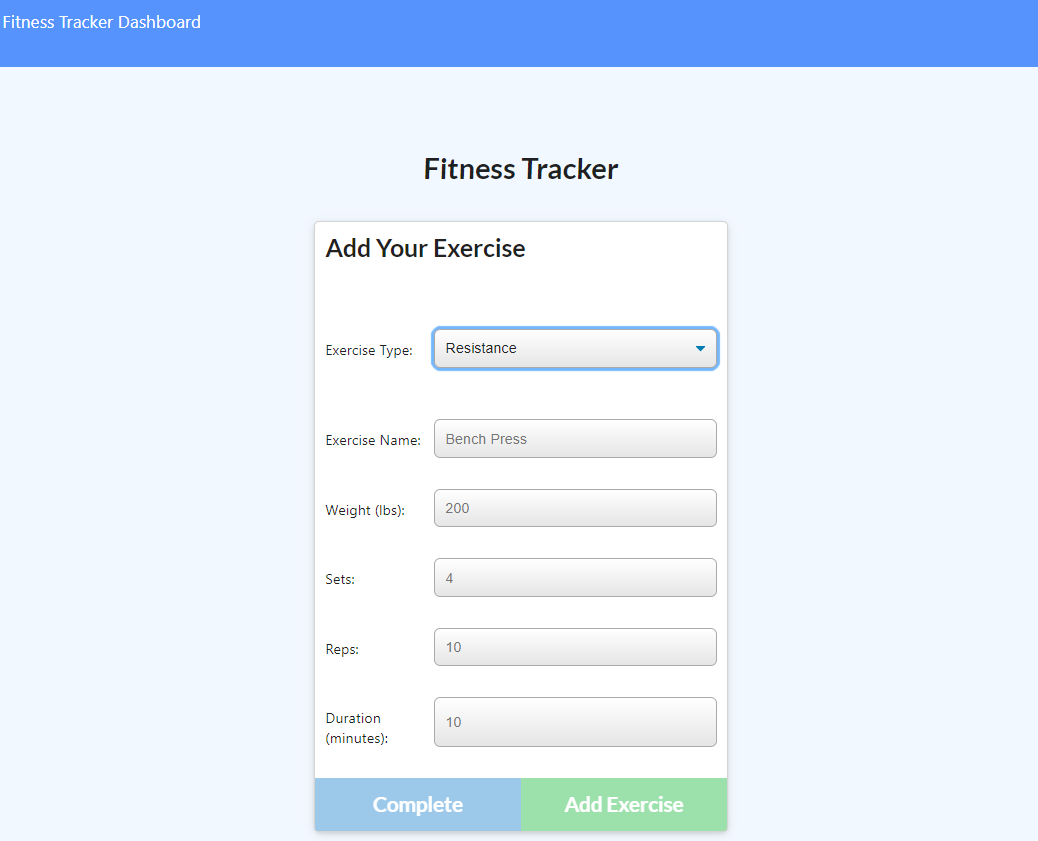 Fitness Tracker Dashboard
Fitness Tracker
Add Your Exercise
Exercise Type: Resistance
Exercise Name: Bench Press
Weight (lbs): 200
Sets: 4
Reps: 10
Duration
(minutes): 10
Complete Add Exercise